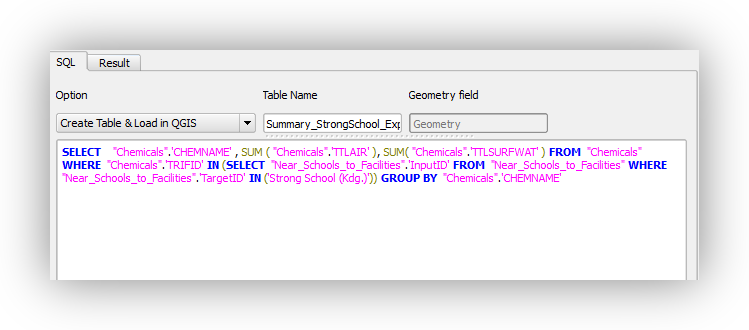 SQL Result
Option Table Name Geometry field
Create Table & Load in QGIS Summary_StrongSchool_Exp Geometry
SELECT "Chemicals".'CHEMNAME' , SUM ( "Chemicals".'TTLAIR' ), SUM( "Chemicals".'TTLSURFWAT' ) FROM "Chemicals"
WHERE "Chemicals".'TRIFID' IN (SELECT "Near_Schools_to_Facilities".'InputID' FROM "Near_Schools_to_Facilities" WHERE
"Near_Schools_to_Facilities".'TargetID' IN ('Strong School (Kdg.)')) GROUP BY "Chemicals".'CHEMNAME'